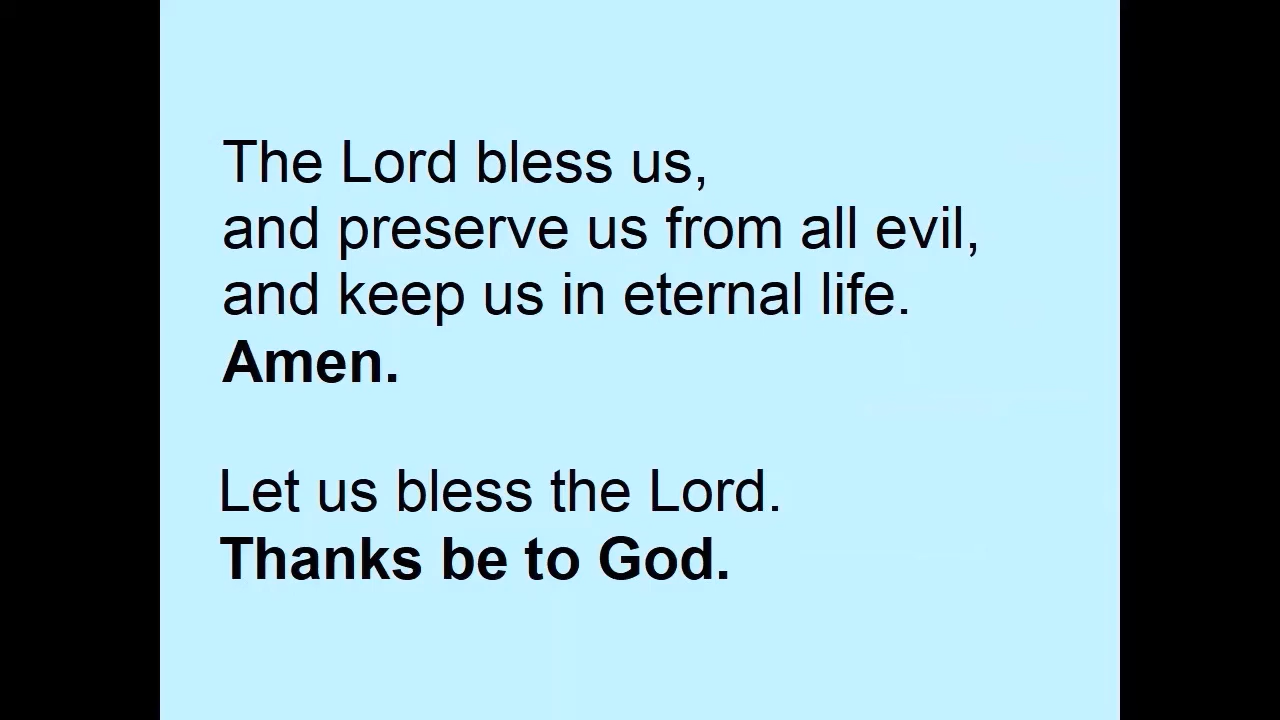 The Lord bless us,
and preserve us from all evil,
and keep us in eternal life.
Amen.
Let us bless the Lord.
Thanks be to God.